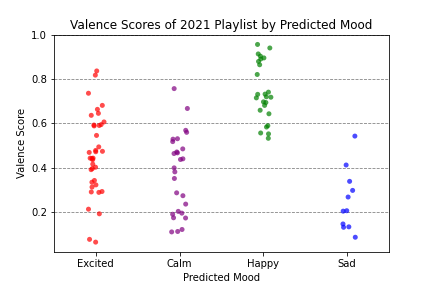 Valence Scores of 2021 Playlist by Predicted Mood
Valence Score
1.0
0.8
0.6
0.4
0.2
Excited Calm Happy Sad
Predicted Mood